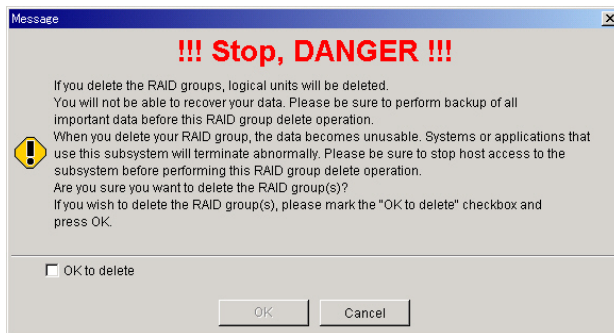 Message
!!! Stop, DANGER !!!
If you delete the RAID groups, logical units will be deleted.
You will not be able to recover your data. Please be sure to perform backup of all
important data before this RAID group delete operation.
When you delete your RAID group, the data becomes unusable. Systems or applications that
use this subsystem will terminate abnormally. Please be sure to stop host access to the
subsystem before performing this RAID group delete operation.
Are you sure you want to delete the RAID group(s)?
If you wish to delete the RAID group(s), please mark the "OK to delete" checkbox and
press OK.
OK to delete
OK
Cancel